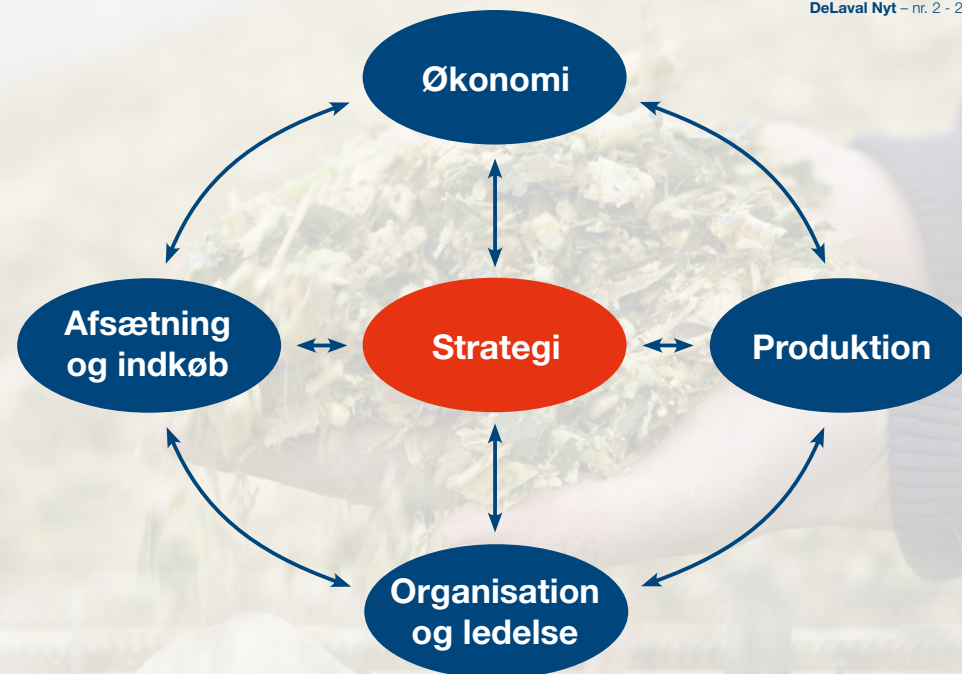 DeLaval Nyt – nr. 2 - 2
Økonomi
Afsætning
og indkøb
Strategi
Produktion
Organisation
og ledelse